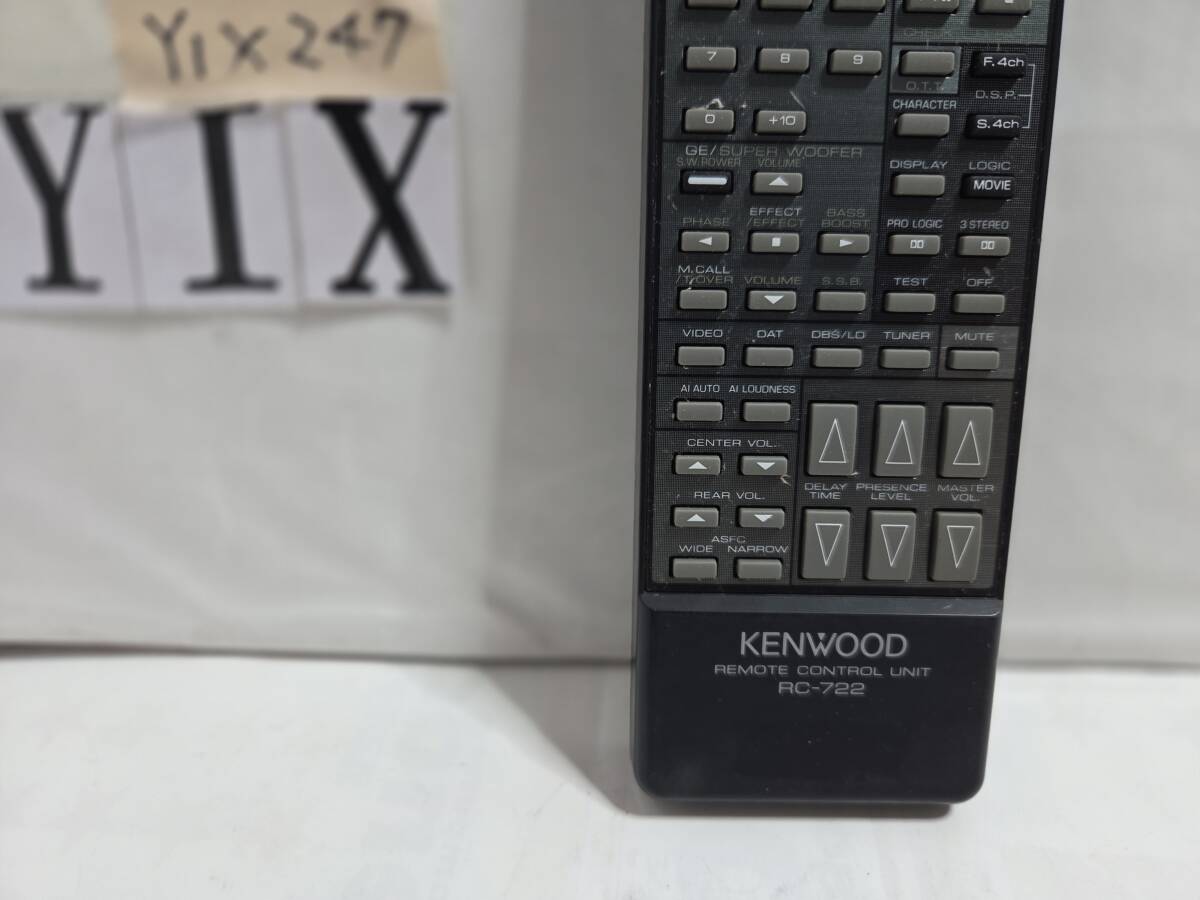 Y1X247
YIX
CHECK
7 8 9
F.4ch
O.T.T.
D.S.P.
CHARACTER
0 +10
S.4ch
GE/SUPER WOOFER
S.W.POWER VOLUME
DISPLAY LOGIC
MOVIE
PHASE EFFECT /EFFECT BASS BOOST
PRO LOGIC 3 STEREO
M.CALL /T.OVER VOLUME S.S.B. TEST OFF
VIDEO DAT DBS/LD TUNER MUTE
AI AUTO AI LOUDNESS
CENTER VOL.
DELAY TIME PRESENCE LEVEL MASTER VOL.
REAR VOL.
ASFC
WIDE NARROW
KENWOOD
REMOTE CONTROL UNIT
RC-722